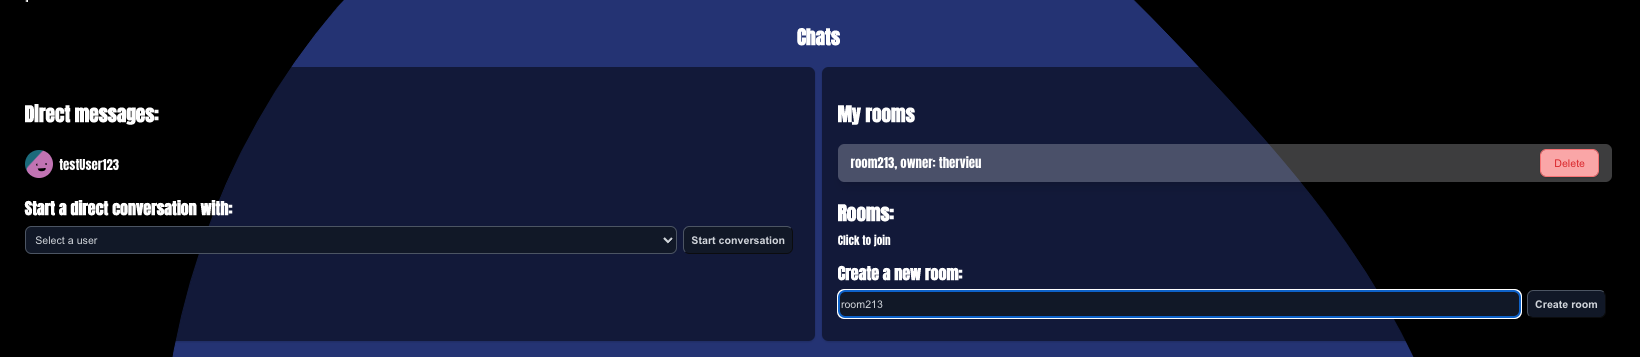 Chats
Direct messages:
testUser123
Start a direct conversation with:
Select a user
Start conversation
My rooms
room213, owner: thervieu
Delete
Rooms:
Click to join
Create a new room:
room213
Create room